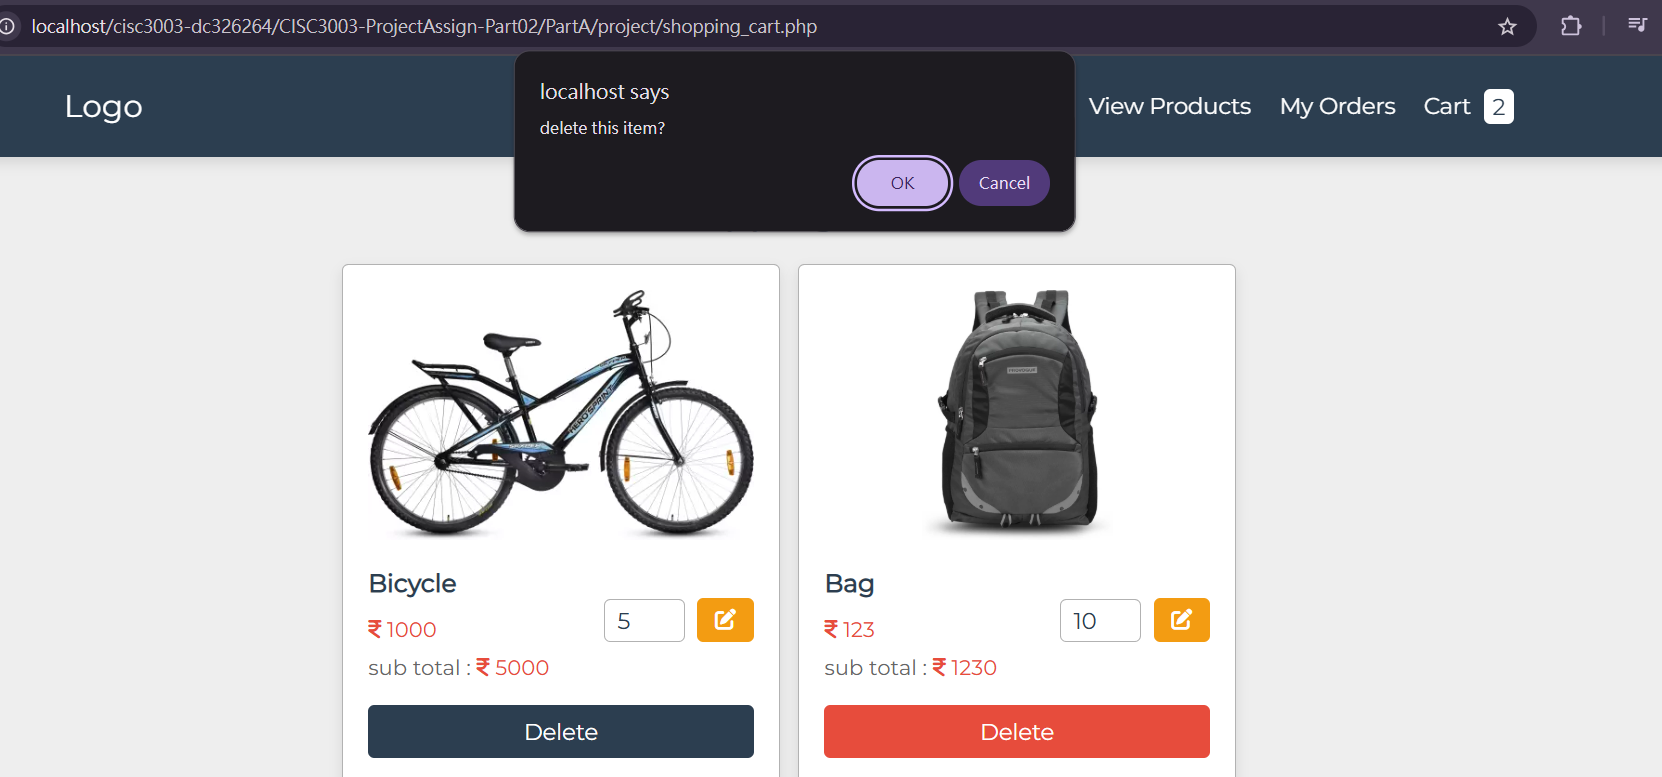 localhost/cisc3003-dc326264/CISC3003-ProjectAssign-Part02/PartA/project/shopping_cart.php
localhost says
delete this item?
OK Cancel
Logo
View Products My Orders Cart 2
Bicycle
₹ 1000
5
sub total : ₹ 5000
Delete
Bag
₹ 123
10
sub total : ₹ 1230
Delete